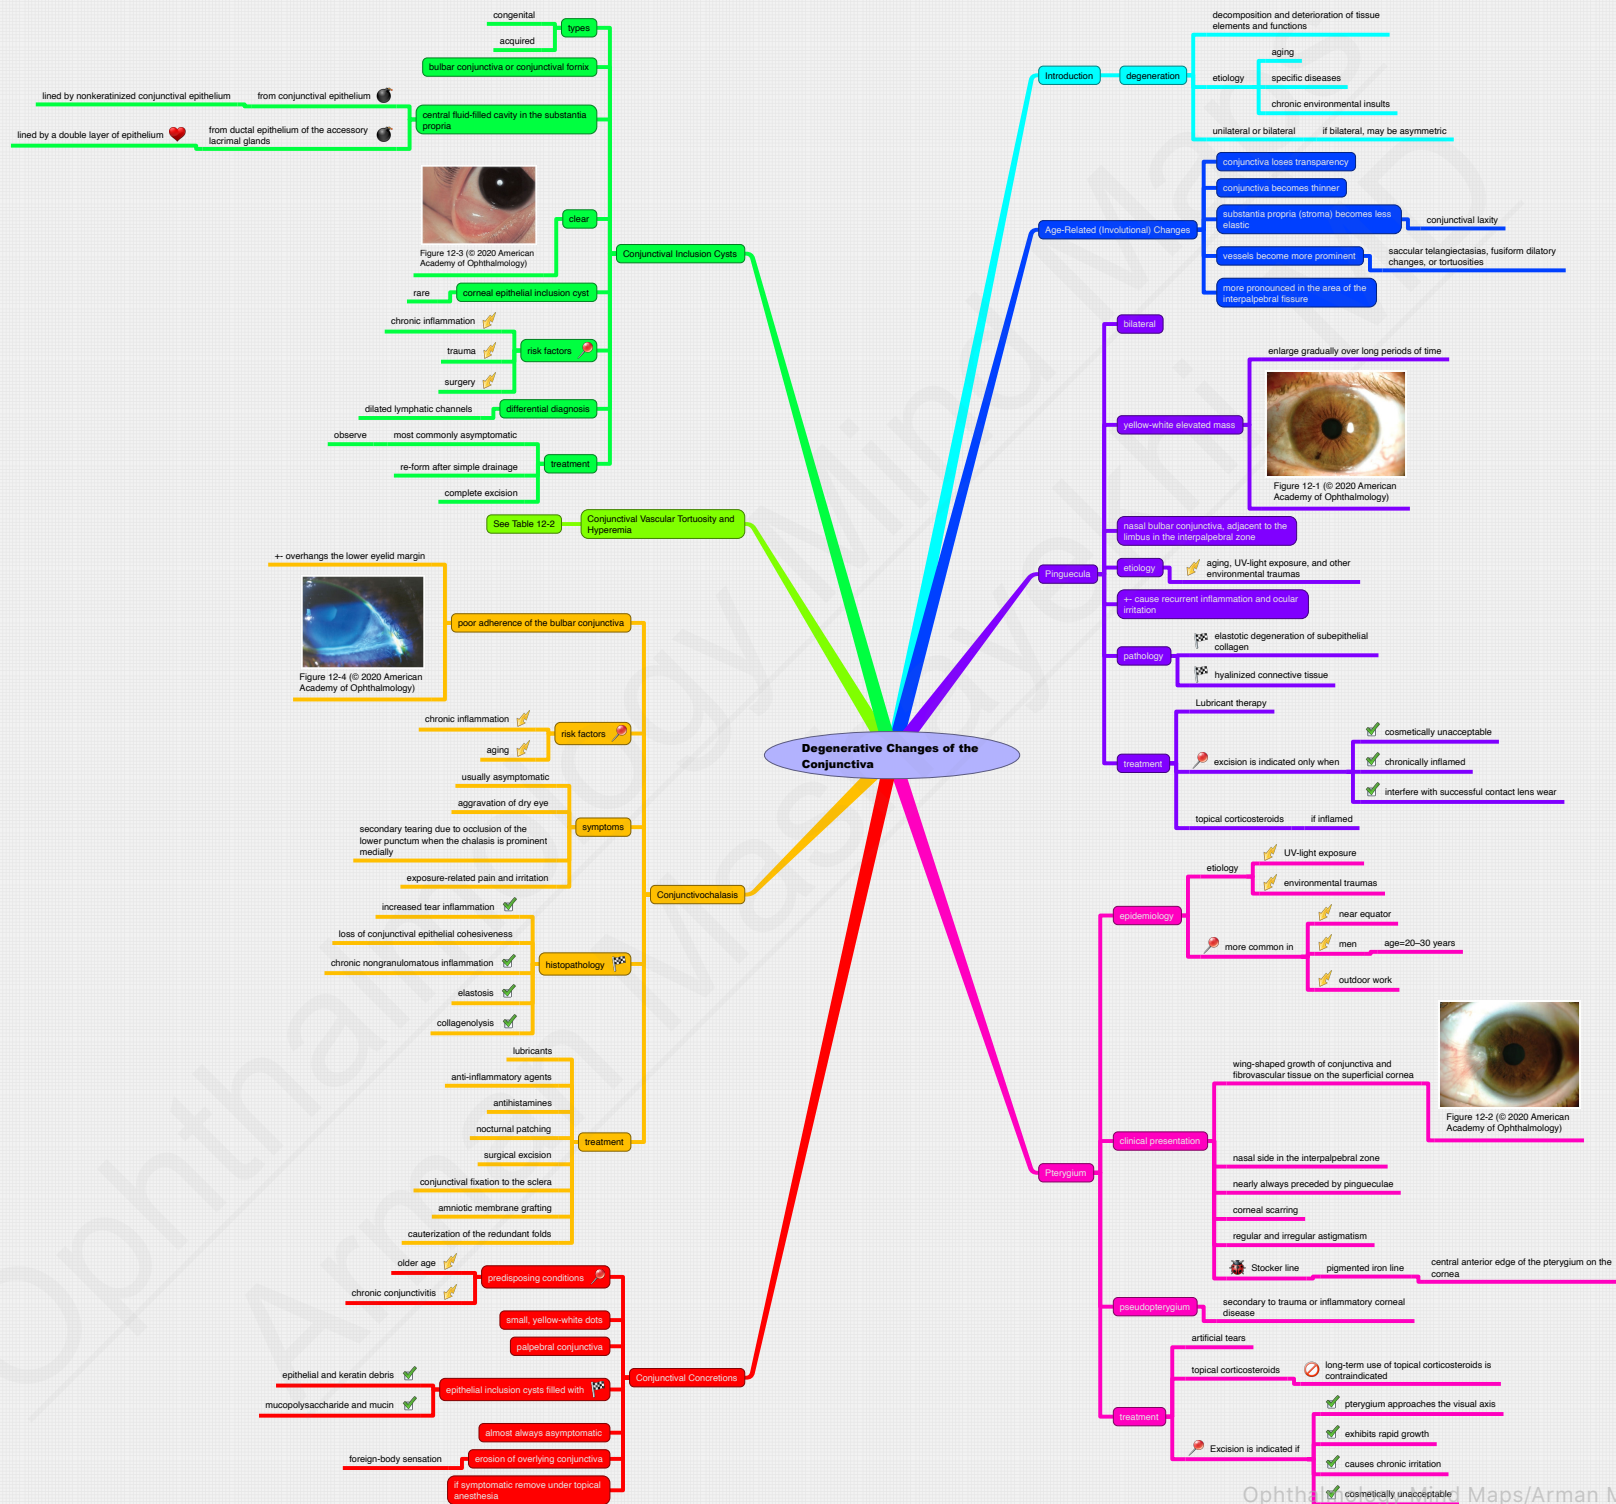 Degenerative Changes of the
Conjunctiva
Introduction
degeneration
decomposition and deterioration of tissue
elements and functions
etiology
aging
specific diseases
chronic environmental insults
unilateral or bilateral
if bilateral, may be asymmetric
Age-Related (Involutional) Changes
conjunctiva loses transparency
conjunctiva becomes thinner
substantia propria (stroma) becomes less
elastic
conjunctival laxity
vessels become more prominent
saccular telangiectasias, fusiform dilatory
changes, or tortuosities
more pronounced in the area of the
interpalpebral fissure
Pinguecula
bilateral
yellow-white elevated mass
enlarge gradually over long periods of time
Figure 12-1 (© 2020 American
Academy of Ophthalmology)
nasal bulbar conjunctiva, adjacent to the
limbus in the interpalpebral zone
etiology
aging, UV-light exposure, and other
environmental traumas
+- cause recurrent inflammation and ocular
irritation
pathology
elastotic degeneration of subepithelial
collagen
hyalinized connective tissue
treatment
Lubricant therapy
excision is indicated only when
cosmetically unacceptable
chronically inflamed
interfere with successful contact lens wear
topical corticosteroids
if inflamed
Pterygium
epidemiology
etiology
UV-light exposure
environmental traumas
more common in
near equator
men
age=20–30 years
outdoor work
clinical presentation
wing-shaped growth of conjunctiva and
fibrovascular tissue on the superficial cornea
Figure 12-2 (© 2020 American
Academy of Ophthalmology)
nasal side in the interpalpebral zone
nearly always preceded by pingueculae
corneal scarring
regular and irregular astigmatism
Stocker line
pigmented iron line
central anterior edge of the pterygium on the
cornea
pseudopterygium
secondary to trauma or inflammatory corneal
disease
treatment
artificial tears
topical corticosteroids
long-term use of topical corticosteroids is
contraindicated
Excision is indicated if
pterygium approaches the visual axis
exhibits rapid growth
causes chronic irritation
cosmetically unacceptable
Conjunctival Inclusion Cysts
types
congenital
acquired
bulbar conjunctiva or conjunctival fornix
central fluid-filled cavity in the substantia
propria
from conjunctival epithelium
lined by nonkeratinized conjunctival epithelium
from ductal epithelium of the accessory
lacrimal glands
lined by a double layer of epithelium
clear
Figure 12-3 (© 2020 American
Academy of Ophthalmology)
corneal epithelial inclusion cyst
rare
risk factors
chronic inflammation
trauma
surgery
differential diagnosis
dilated lymphatic channels
treatment
most commonly asymptomatic
observe
re-form after simple drainage
complete excision
Conjunctival Vascular Tortuosity and
Hyperemia
See Table 12-2
Conjunctivochalasis
poor adherence of the bulbar conjunctiva
+- overhangs the lower eyelid margin
Figure 12-4 (© 2020 American
Academy of Ophthalmology)
risk factors
chronic inflammation
aging
symptoms
usually asymptomatic
aggravation of dry eye
secondary tearing due to occlusion of the
lower punctum when the chalasis is prominent
medially
exposure-related pain and irritation
histopathology
increased tear inflammation
loss of conjunctival epithelial cohesiveness
chronic nongranulomatous inflammation
elastosis
collagenolysis
treatment
lubricants
anti-inflammatory agents
antihistamines
nocturnal patching
surgical excision
conjunctival fixation to the sclera
amniotic membrane grafting
cauterization of the redundant folds
Conjunctival Concretions
predisposing conditions
older age
chronic conjunctivitis
small, yellow-white dots
palpebral conjunctiva
epithelial inclusion cysts filled with
epithelial and keratin debris
mucopolysaccharide and mucin
almost always asymptomatic
erosion of overlying conjunctiva
foreign-body sensation
if symptomatic remove under topical
anesthesia
Ophthalmology Mind Maps
Arman Mashayekhi MD
Ophthalmology Mind Maps/Arman M